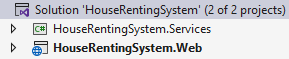 Solution 'HouseRentingSystem' (2 of 2 projects)
C# HouseRentingSystem.Services
HouseRentingSystem.Web